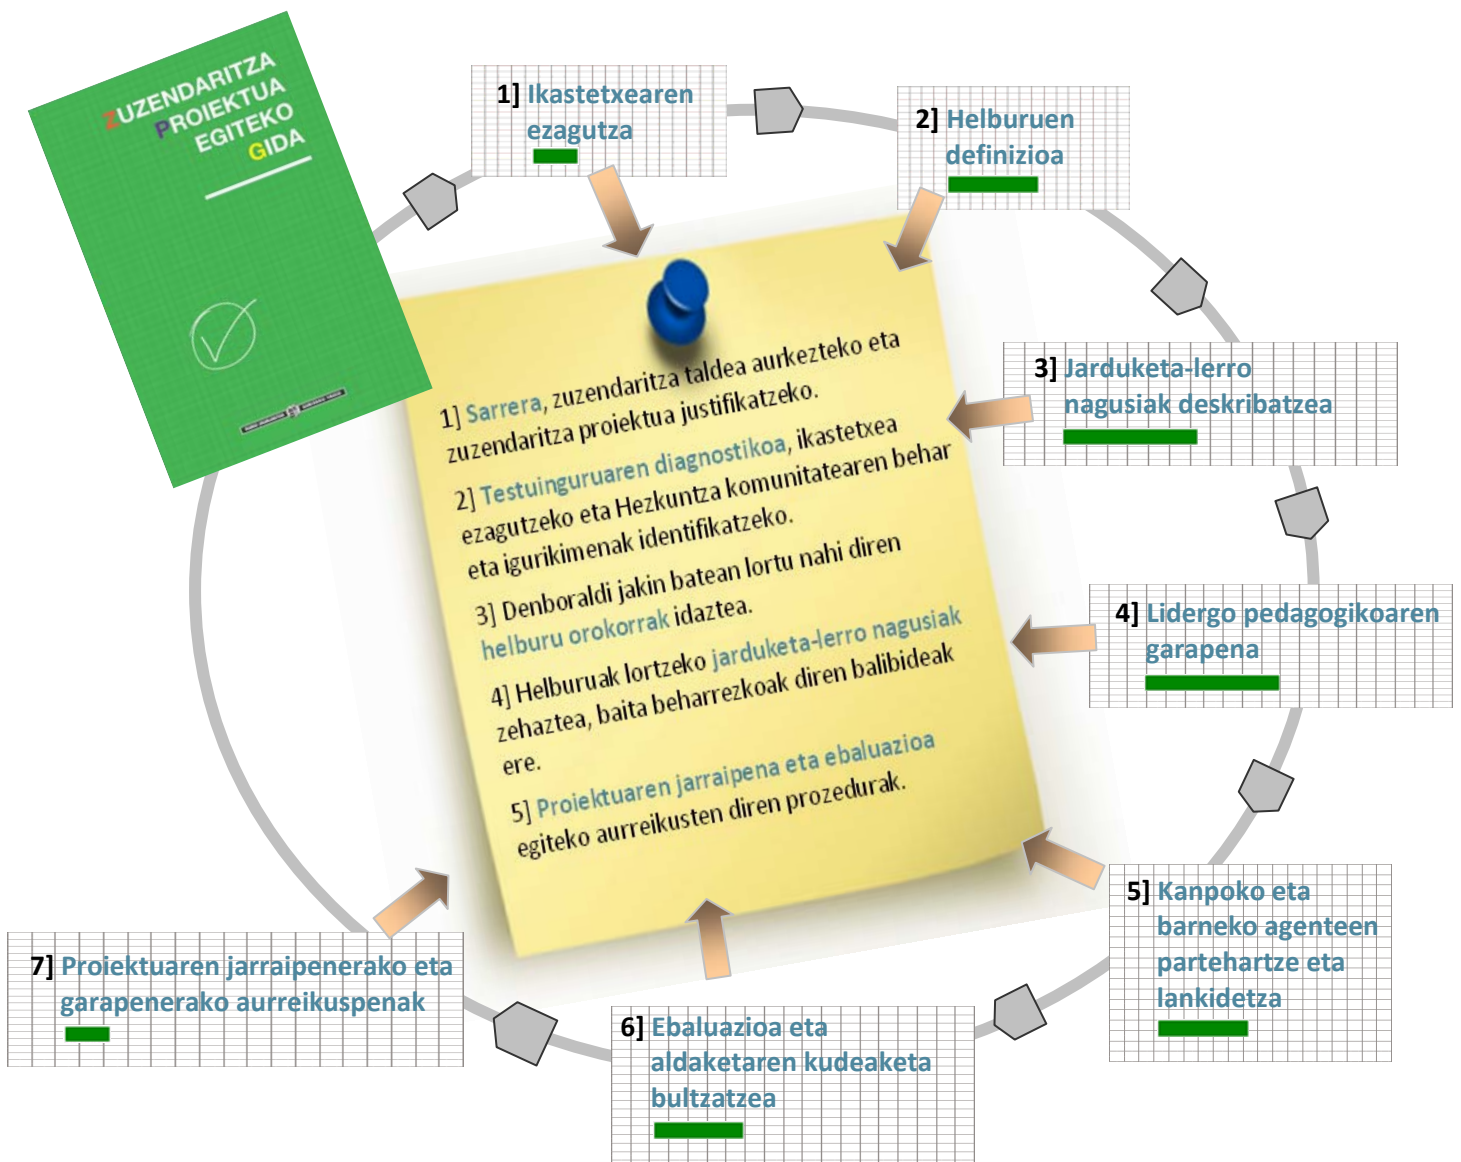 ZUZENDARITZA
PROIEKTUA
EGITEKO
GIDA
1] Ikastetxearen
ezagutza
2] Helburuen
definizioa
3] Jarduketa-lerro
nagusiak deskribatzea
4] Lidergo pedagogikoaren
garapena
5] Kanpoko eta
barneko agenteen
partehartze eta
lankidetza
6] Ebaluazioa eta
aldaketaren kudeaketa
bultzatzea
7] Proiektuaren jarraipenerako eta
garapenerako aurreikuspenak
1] Sarrera, zuzendaritza taldea aurkezteko eta
zuzendaritza proiektua justifikatzeko.
2] Testuinguruaren diagnostikoa, ikastetxea
ezagutzeko eta Hezkuntza komunitatearen behar
eta igurikimenak identifikatzeko.
3] Denboraldi jakin batean lortu nahi diren
helburu orokorrak idaztea.
4] Helburuak lortzeko jarduketa-lerro nagusiak
zehaztea, baita beharrezkoak diren balibideak
ere.
5] Proiektuaren jarraipena eta ebaluazioa
egiteko aurreikusten diren prozedurak.